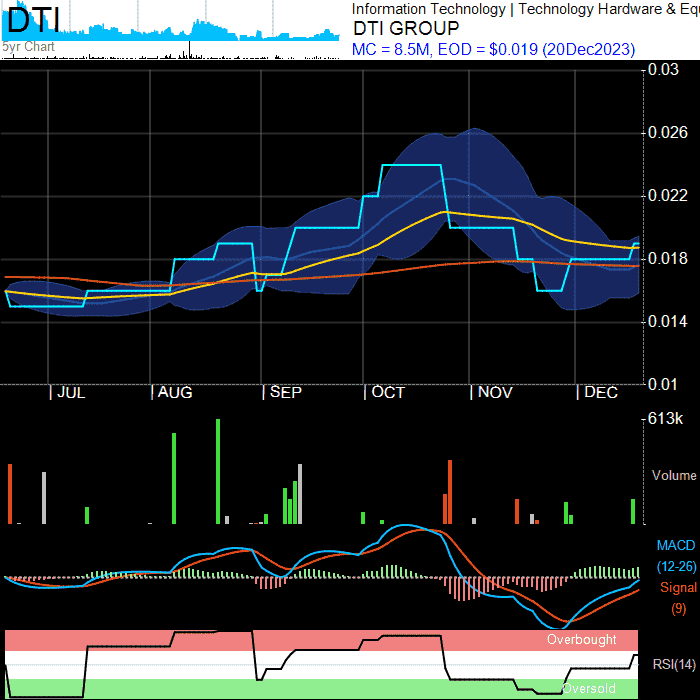 DTI
5yr Chart
Information Technology | Technology Hardware & Equ
DTI GROUP
MC = 8.5M, EOD = $0.019 (20Dec2023)
0.03
0.026
0.022
0.018
0.014
0.01
| JUL | AUG | SEP | OCT | NOV | DEC
613k
Volume
MACD
(12-26)
Signal
(9)
Overbought
RSI(14)
Oversold